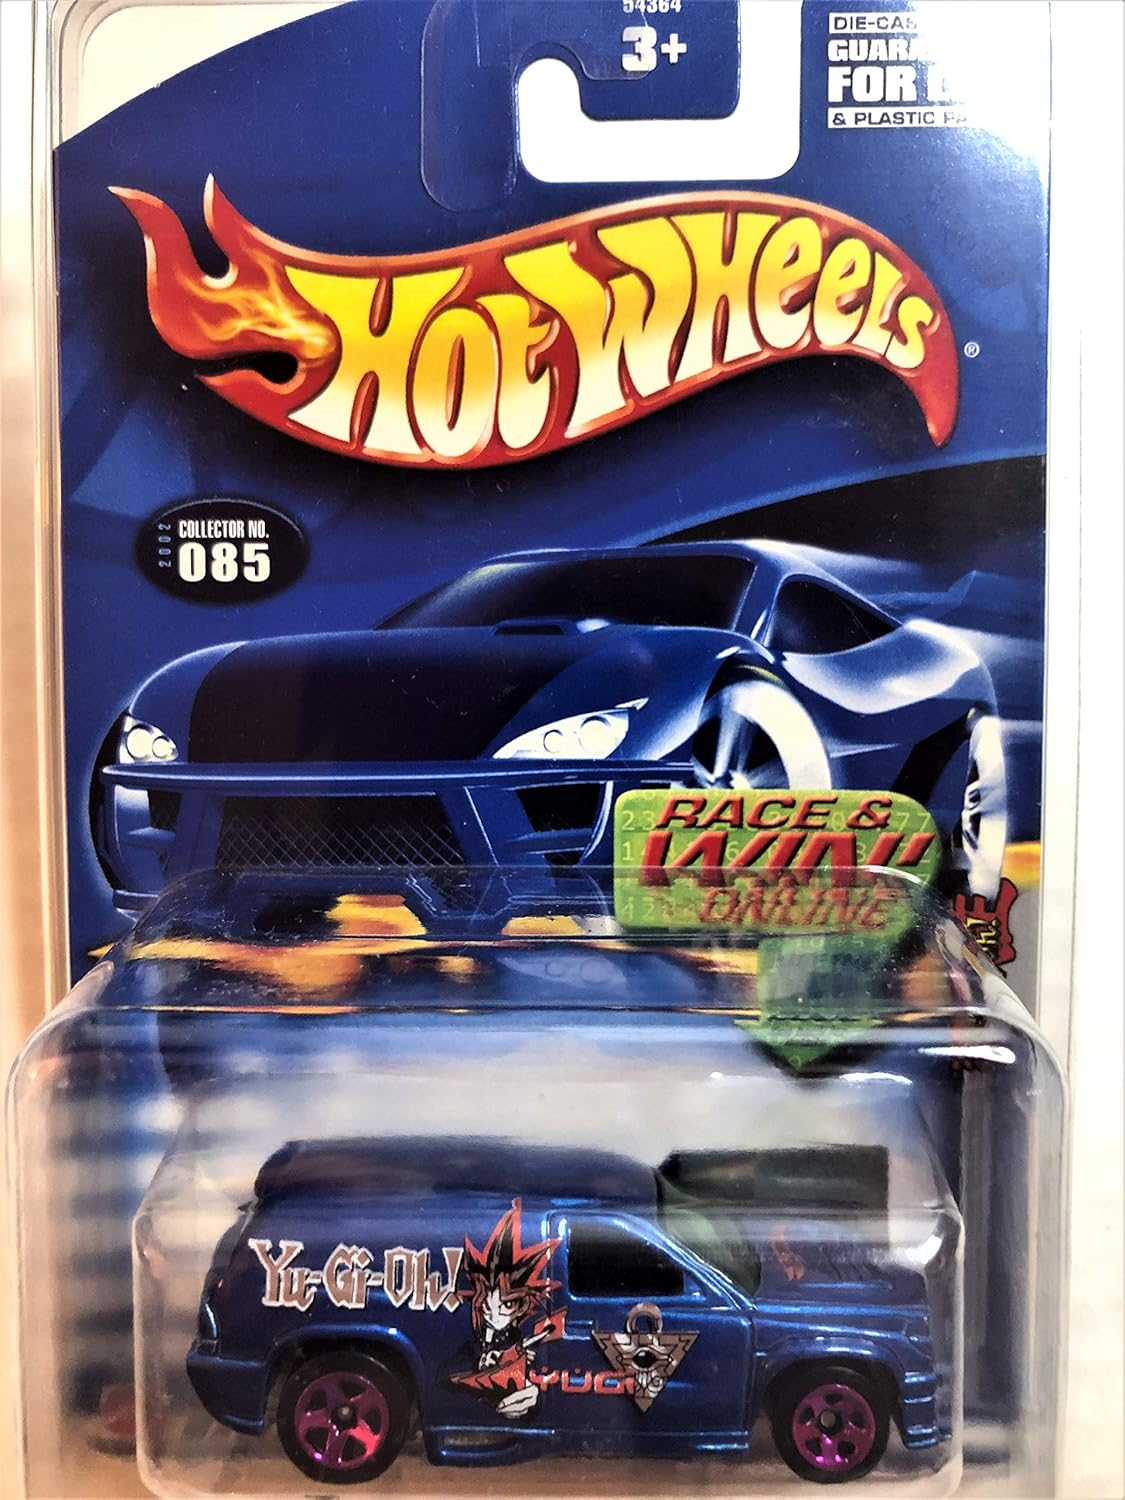 54364
3+
DIE-CAS
GUAR
FOR
& PLASTIC PA
HOT WHEELS®
2002
COLLECTOR NO.
085
RACE &
WIN!
ONLINE
Yu-Gi-Oh!
YUGI